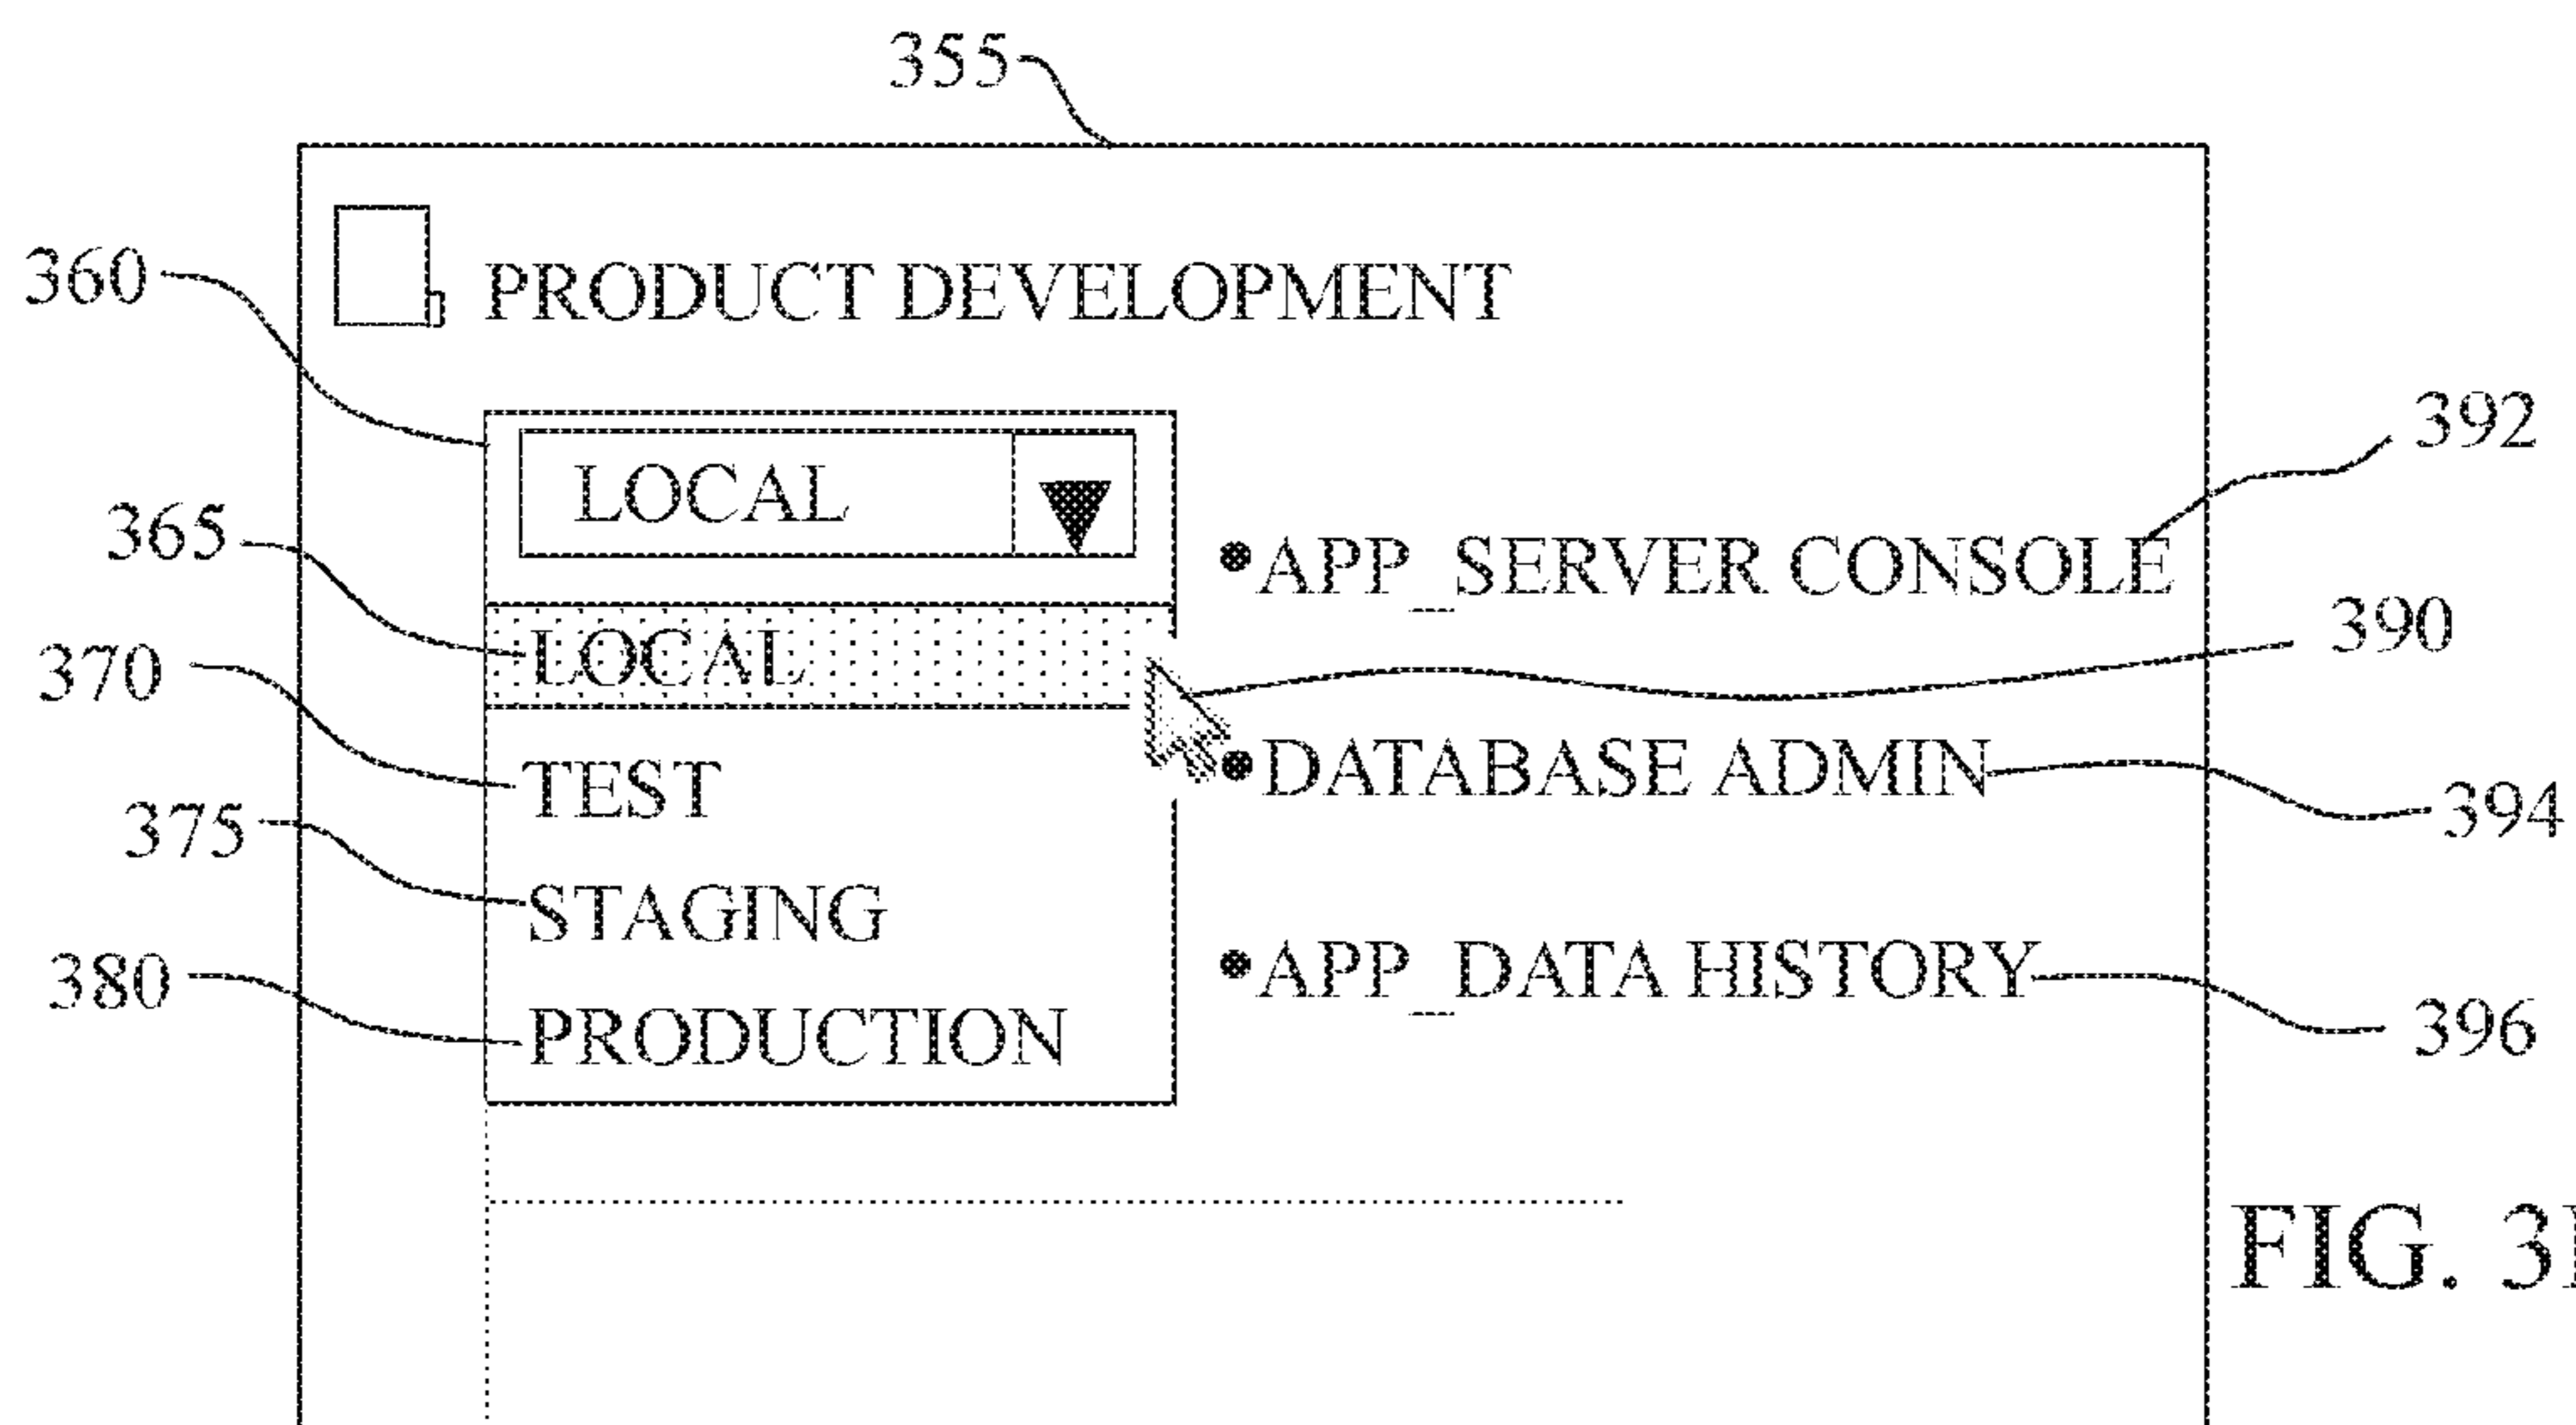 355
360
PRODUCT DEVELOPMENT
392
LOCAL
365
•APP_SERVER CONSOLE
390
LOCAL
370
•DATABASE ADMIN
TEST
394
375
STAGING
•APP_DATA HISTORY
380
396
PRODUCTION
FIG.